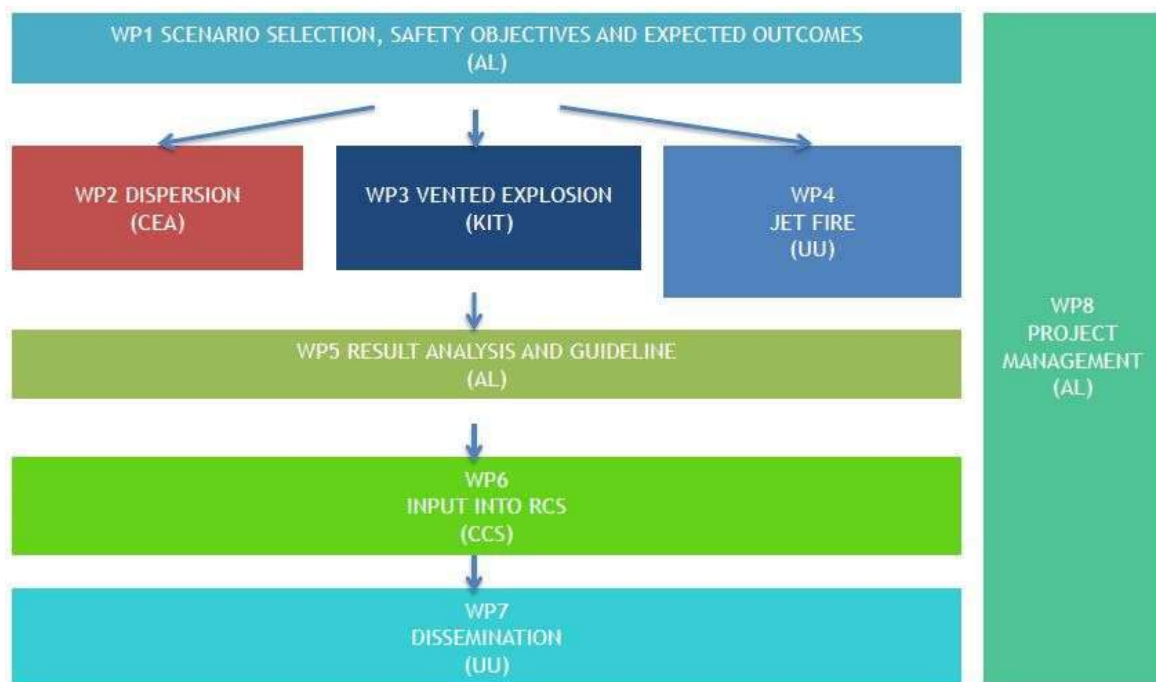 WP1 SCENARIO SELECTION, SAFETY OBJECTIVES AND EXPECTED OUTCOMES
(AL)
WP2 DISPERSION
(CEA)
WP3 VENTED EXPLOSION
(KIT)
WP4
JET FIRE
(UU)
WP5 RESULT ANALYSIS AND GUIDELINE
(AL)
WP6
INPUT INTO RCS
(CCS)
WP7
DISSEMINATION
(UU)
WP8
PROJECT
MANAGEMENT
(AL)